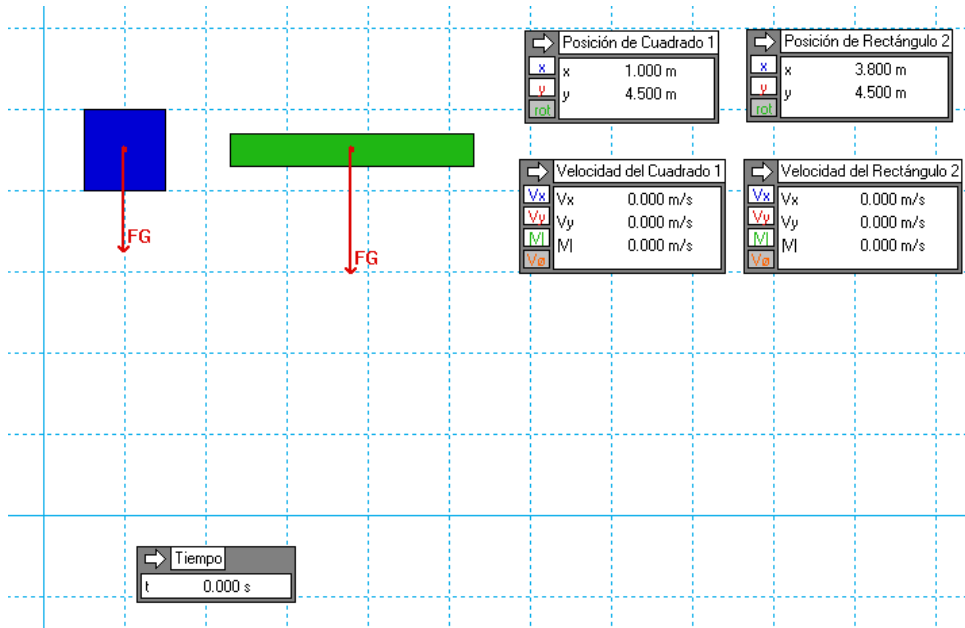 Posición de Cuadrado 1
x x 1.000 m
y y 4.500 m
rot
Posición de Rectángulo 2
x x 3.800 m
y y 4.500 m
rot
Velocidad del Cuadrado 1
Vx Vx 0.000 m/s
Vy Vy 0.000 m/s
|V| |V| 0.000 m/s
Vø
Velocidad del Rectángulo 2
Vx Vx 0.000 m/s
Vy Vy 0.000 m/s
|V| |V| 0.000 m/s
Vø
FG
FG
Tiempo
t 0.000 s